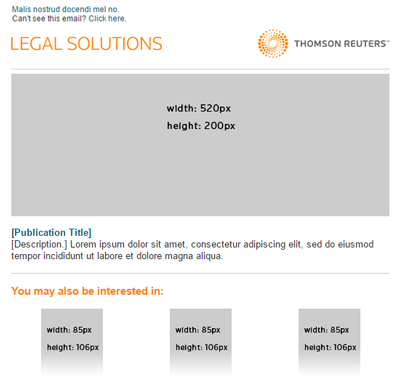 Malis nostrud docendi mel no.
Can't see this email? Click here.
LEGAL SOLUTIONS
THOMSON REUTERS™
width: 520px
height: 200px
[Publication Title]
[Description.] Lorem ipsum dolor sit amet, consectetur adipiscing elit, sed do eiusmod
tempor incididunt ut labore et dolore magna aliqua.
You may also be interested in:
width: 85px width: 85px width: 85px
height: 106px height: 106px height: 106px